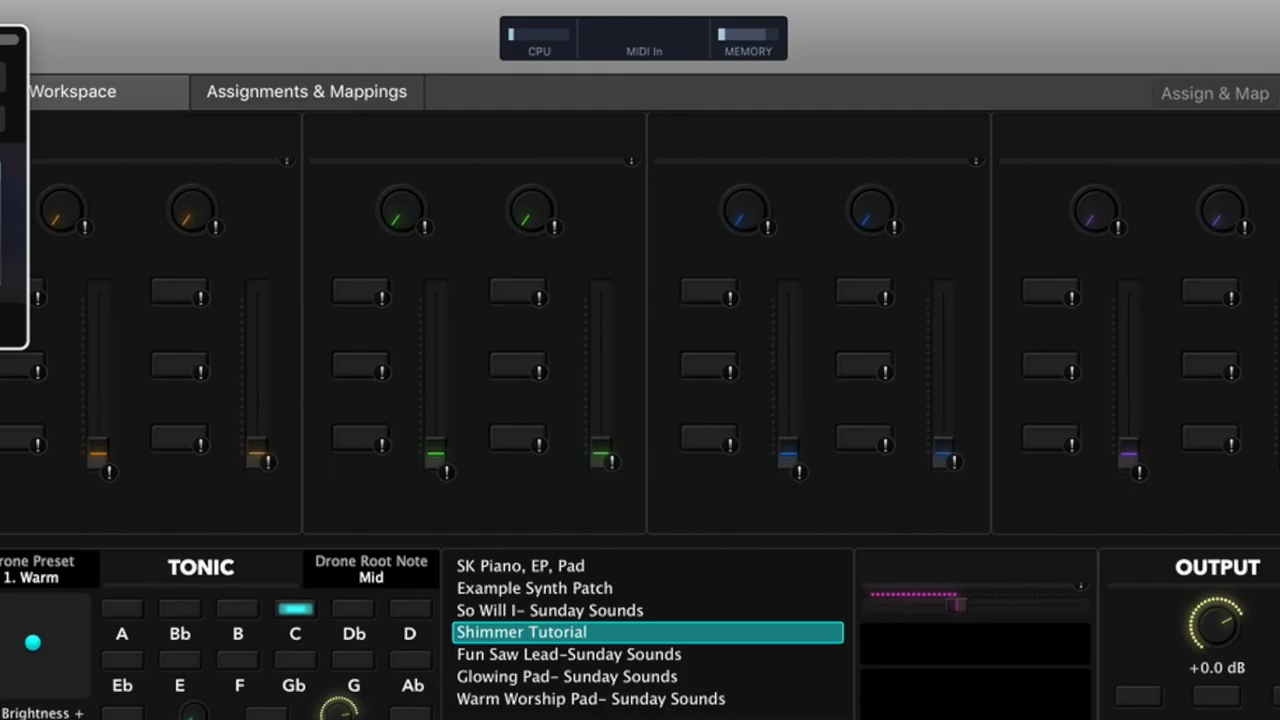 CPU
MIDI In
MEMORY
Workspace
Assignments & Mappings
Assign & Map
rone Preset
1. Warm
TONIC
Drone Root Note
Mid
A
Bb
B
C
Db
D
Eb
E
F
Gb
G
Ab
Brightness +
SK Piano, EP, Pad
Example Synth Patch
So Will I- Sunday Sounds
Shimmer Tutorial
Fun Saw Lead-Sunday Sounds
Glowing Pad- Sunday Sounds
Warm Worship Pad- Sunday Sounds
OUTPUT
+0.0 dB